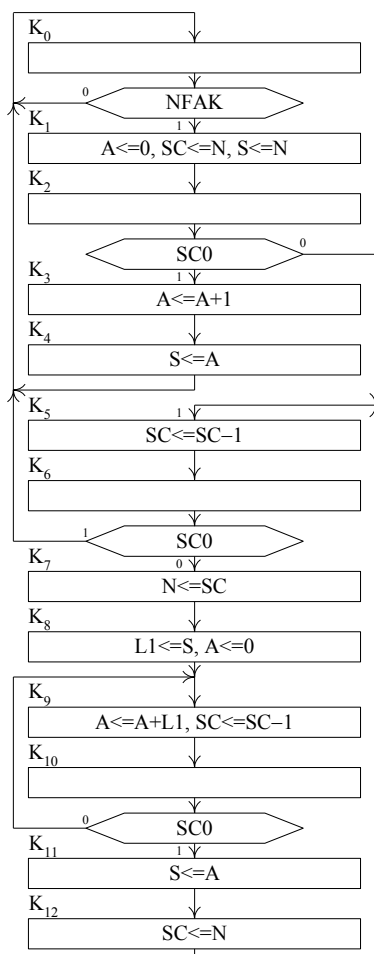 K0
0
NFAK
K1
1
A<=0, SC<=N, S<=N
K2
SC0
0
K3
1
A<=A+1
K4
S<=A
K5
1
SC<=SC−1
K6
1
SC0
K7
0
N<=SC
K8
L1<=S, A<=0
K9
A<=A+L1, SC<=SC−1
K10
0
SC0
K11
1
S<=A
K12
SC<=N